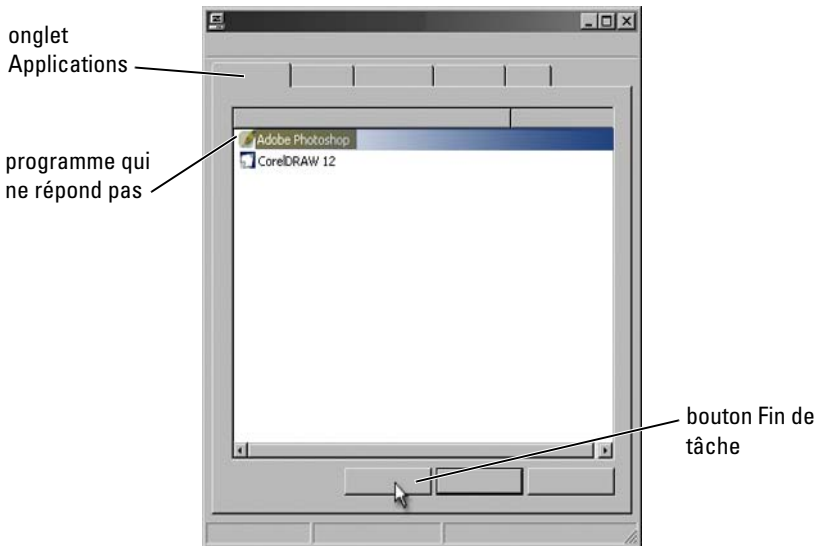 onglet
Applications
Adobe Photoshop
CorelDRAW 12
programme qui
ne répond pas
bouton Fin de
tâche